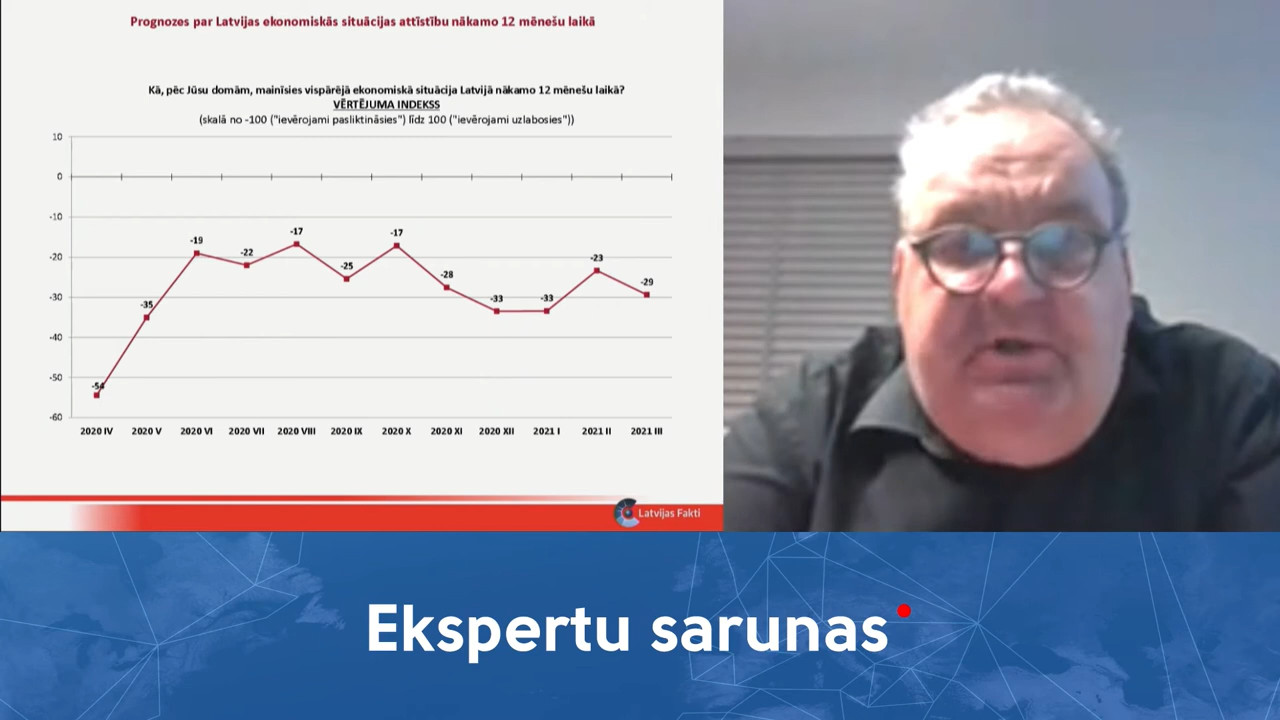 Prognozes par Latvijas ekonomiskās situācijas attīstību nākamo 12 mēnešu laikā
Kā, pēc Jūsu domām, mainīsies vispārējā ekonomiskā situācija Latvijā nākamo 12 mēnešu laikā?
VĒRTĒJUMA INDEKSS
(skalā no -100 ("ievērojami pasliktināsies") līdz 100 ("ievērojami uzlabosies"))
10
0
-10
-20
-30
-40
-50
-60
-54
-35
-19
-22
-17
-25
-17
-28
-33
-33
-23
-29
2020 IV 2020 V 2020 VI 2020 VII 2020 VIII 2020 IX 2020 X 2020 XI 2020 XII 2021 I 2021 II 2021 III
Latvijas Fakti
Ekspertu sarunas